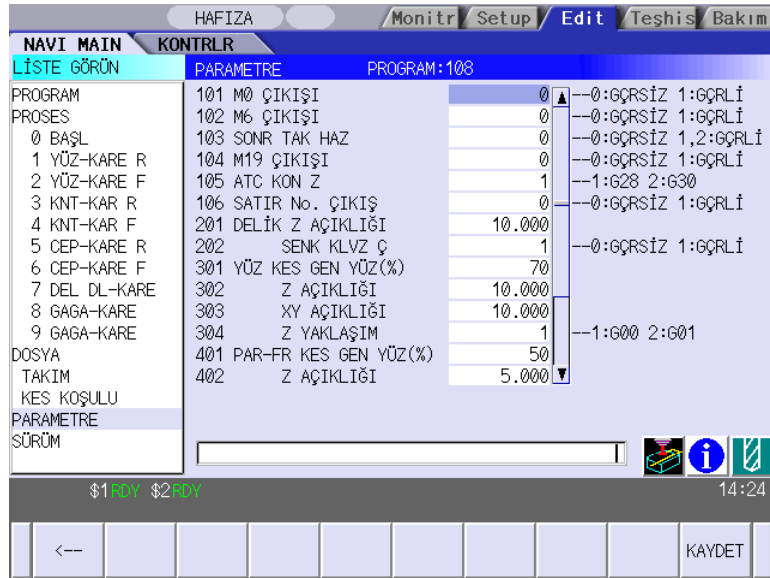 HAFIZA
Monitr Setup Edit Teşhis Bakım
NAVI MAIN KONTRLR
LİSTE GÖRÜN
PARAMETRE PROGRAM:108
PROGRAM
PROSES
0 BAŞL
1 YÜZ-KARE R
2 YÜZ-KARE F
3 KNT-KAR R
4 KNT-KAR F
5 CEP-KARE R
6 CEP-KARE F
7 DEL DL-KARE
8 GAGA-KARE
9 GAGA-KARE
DOSYA
TAKIM
KES KOŞULU
PARAMETRE
SÜRÜM
101 M0 ÇIKIŞI 0 --0:GÇRSİZ 1:GÇRLİ
102 M6 ÇIKIŞI 0 --0:GÇRSİZ 1:GÇRLİ
103 SONR TAK HAZ 0 --0:GÇRSİZ 1,2:GÇRLİ
104 M19 ÇIKIŞI 0 --0:GÇRSİZ 1:GÇRLİ
105 ATC KON Z 1 --1:G28 2:G30
106 SATIR No. ÇIKIŞ 0 --0:GÇRSİZ 1:GÇRLİ
201 DELİK Z AÇIKLIĞI 10.000
202 SENK KLVZ Ç 1 --0:GÇRSİZ 1:GÇRLİ
301 YÜZ KES GEN YÜZ(%) 70
302 Z AÇIKLIĞI 10.000
303 XY AÇIKLIĞI 10.000
304 Z YAKLAŞIM 1 --1:G00 2:G01
401 PAR-FR KES GEN YÜZ(%) 50
402 Z AÇIKLIĞI 5.000
$1 RDY $2 RDY 14:24
<-- KAYDET